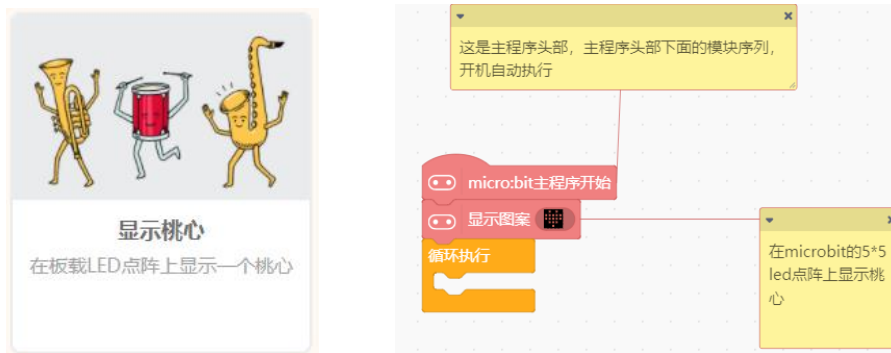 显示桃心
在板载LED点阵上显示一个桃心
这是主程序头部，主程序头部下面的模块序列，
开机自动执行
micro:bit主程序开始
显示图案
循环执行
在microbit的5*5
led点阵上显示桃
心